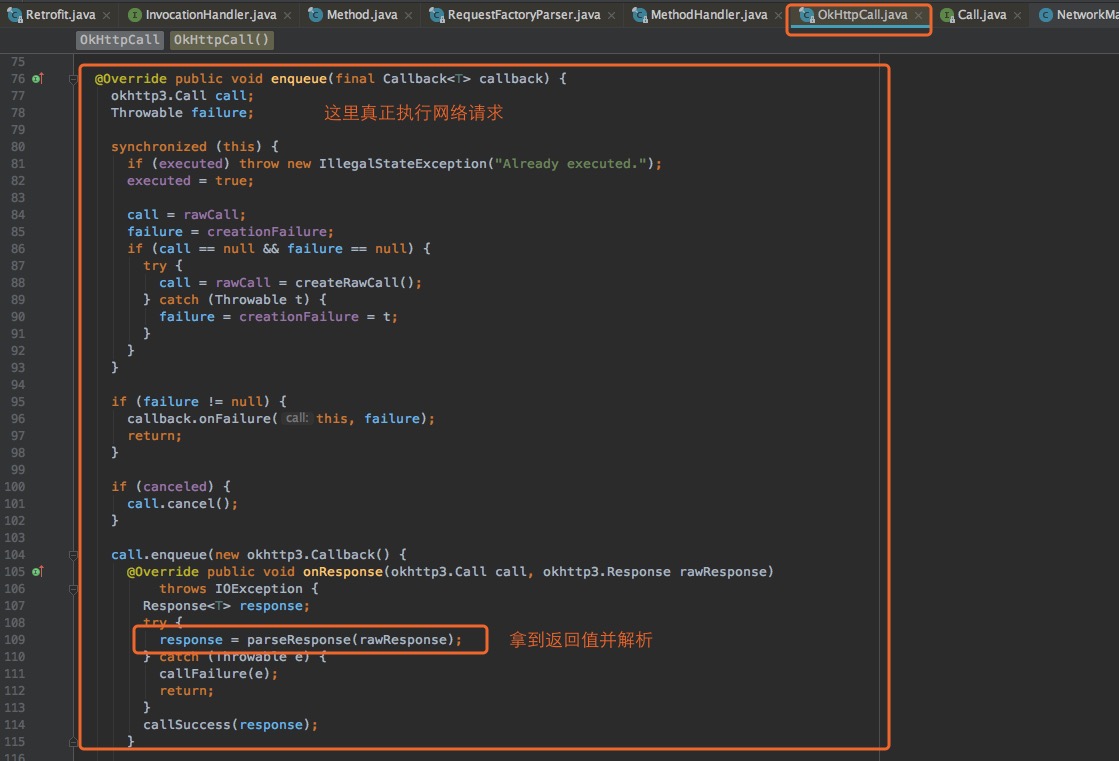 Retrofit.java InvocationHandler.java Method.java RequestFactoryParser.java MethodHandler.java OkHttpCall.java Call.java NetworkMa
OkHttpCall OkHttpCall()
75
76 @Override public void enqueue(final Callback<T> callback) {
77 okhttp3.Call call;
78 Throwable failure; 这里真正执行网络请求
79
80 synchronized (this) {
81 if (executed) throw new IllegalStateException("Already executed.");
82 executed = true;
83
84 call = rawCall;
85 failure = creationFailure;
86 if (call == null && failure == null) {
87 try {
88 call = rawCall = createRawCall();
89 } catch (Throwable t) {
90 failure = creationFailure = t;
91 }
92 }
93 }
94
95 if (failure != null) {
96 callback.onFailure( call: this, failure);
97 return;
98 }
99
100 if (canceled) {
101 call.cancel();
102 }
103
104 call.enqueue(new okhttp3.Callback() {
105 @Override public void onResponse(okhttp3.Call call, okhttp3.Response rawResponse)
106 throws IOException {
107 Response<T> response;
108 try {
109 response = parseResponse(rawResponse); 拿到返回值并解析
110 } catch (Throwable e) {
111 callFailure(e);
112 return;
113 }
114 callSuccess(response);
115 }
116